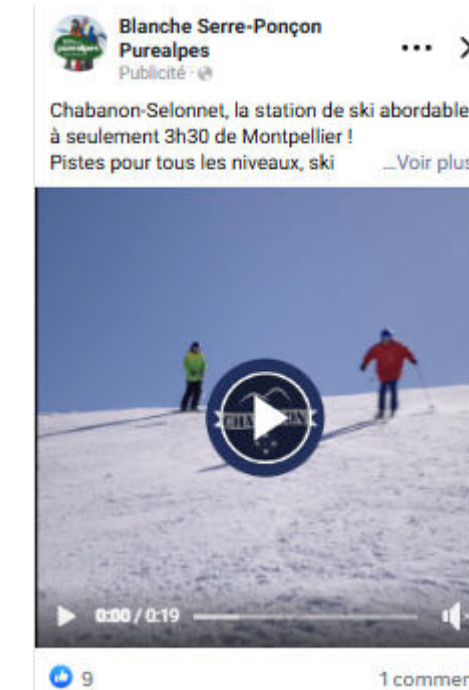 Blanche Serre-Ponçon
Purealpes
Publicité ·
Chabanon-Selonnet, la station de ski abordable
à seulement 3h30 de Montpellier !
Pistes pour tous les niveaux, ski ...Voir plus
0:00 / 0:19
9 1 commen